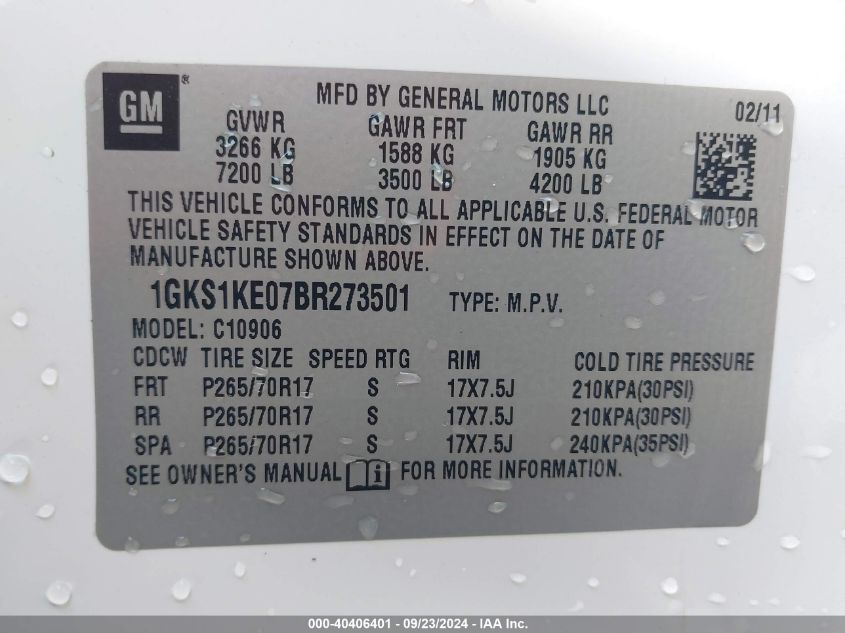 GM ®
MFD BY GENERAL MOTORS LLC
02/11
GVWR GAWR FRT GAWR RR
3266 KG 1588 KG 1905 KG
7200 LB 3500 LB 4200 LB
THIS VEHICLE CONFORMS TO ALL APPLICABLE U.S. FEDERAL MOTOR
VEHICLE SAFETY STANDARDS IN EFFECT ON THE DATE OF
MANUFACTURE SHOWN ABOVE.
1GKS1KE07BR273501 TYPE: M.P.V.
MODEL: C10906
CDCW TIRE SIZE SPEED RTG RIM COLD TIRE PRESSURE
FRT P265/70R17 S 17X7.5J 210KPA(30PSI)
RR P265/70R17 S 17X7.5J 210KPA(30PSI)
SPA P265/70R17 S 17X7.5J 240KPA(35PSI)
SEE OWNER'S MANUAL i FOR MORE INFORMATION.
000-40406401 - 09/23/2024 - IAA Inc.